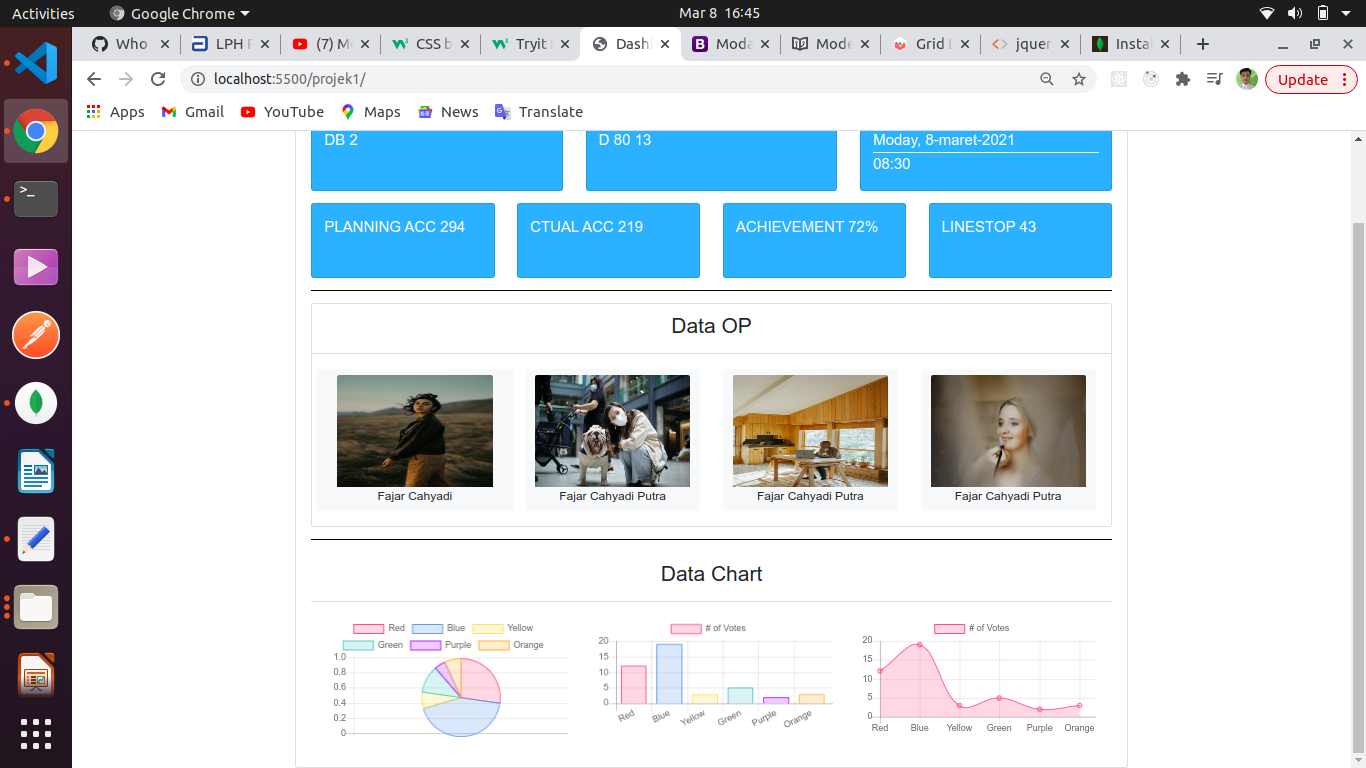 Activities Google Chrome Mar 8 16:45
Who LPH P (7) M CSS b Tryit Dash Moda Mode Grid L jquer Insta
localhost:5500/projek1/ Update
Apps Gmail YouTube Maps News Translate
DB 2 D 80 13 Moday, 8-maret-2021
08:30
PLANNING ACC 294 CTUAL ACC 219 ACHIEVEMENT 72% LINESTOP 43
Data OP
Fajar Cahyadi Fajar Cahyadi Putra Fajar Cahyadi Putra Fajar Cahyadi Putra
Data Chart
Red Blue Yellow
Green Purple Orange
1.0
0.8
0.6
0.4
0.2
0
# of Votes
20
15
10
5
0
Red Blue Yellow Green Purple Orange
# of Votes
20
15
10
5
0
Red Blue Yellow Green Purple Orange